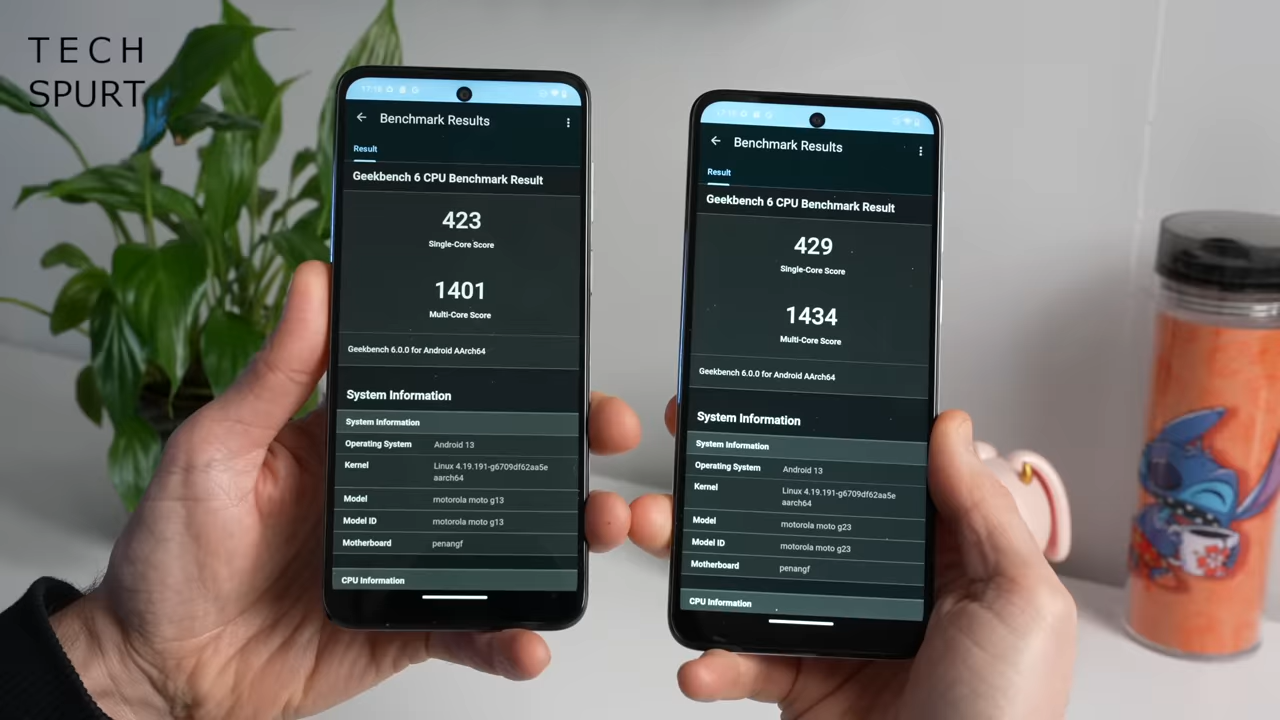 TECH
SPURT
17:16
Benchmark Results
Result
Geekbench 6 CPU Benchmark Result
423
Single-Core Score
1401
Multi-Core Score
Geekbench 6.0.0 for Android AArch64
System Information
System Information
Operating System Android 13
Kernel Linux 4.19.191-g6709df62aa5e
aarch64
Model motorola moto g13
Model ID motorola moto g13
Motherboard penangf
CPU Information
Benchmark Results
Result
Geekbench 6 CPU Benchmark Result
429
Single-Core Score
1434
Multi-Core Score
Geekbench 6.0.0 for Android AArch64
System Information
System Information
Operating System Android 13
Kernel Linux 4.19.191-g6709df62aa5e
aarch64
Model motorola moto g23
Model ID motorola moto g23
Motherboard penangf
CPU Information